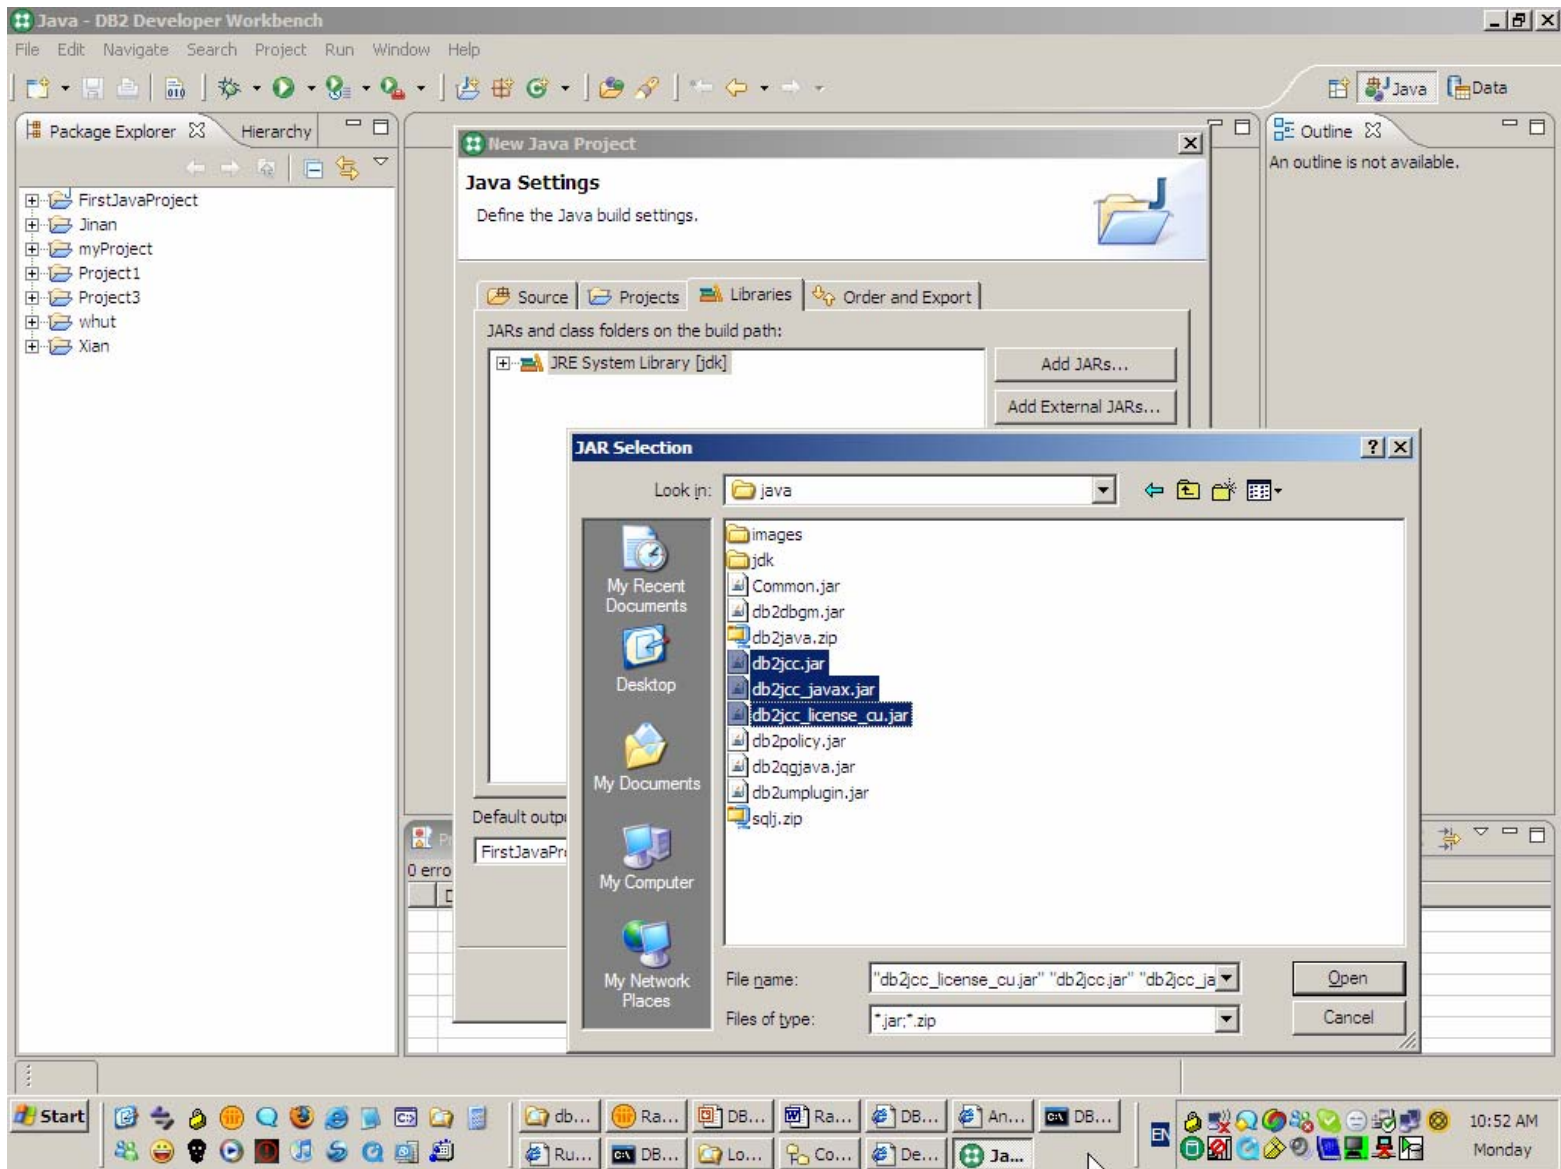 Java - DB2 Developer Workbench
File Edit Navigate Search Project Run Window Help
Java Data
Package Explorer Hierarchy
FirstJavaProject
Jinan
myProject
Project1
Project3
whut
Xian
Outline
An outline is not available.
New Java Project
Java Settings
Define the Java build settings.
Source Projects Libraries Order and Export
JARs and class folders on the build path:
JRE System Library [jdk]
Add JARs...
Add External JARs...
JAR Selection
Look in: java
My Recent Documents
Desktop
My Documents
My Computer
My Network Places
images
jdk
Common.jar
db2dbgm.jar
db2java.zip
db2jcc.jar
db2jcc_javax.jar
db2jcc_license_cu.jar
db2policy.jar
db2qgjava.jar
db2umplugin.jar
sqlj.zip
File name: "db2jcc_license_cu.jar" "db2jcc.jar" "db2jcc_ja
Open
Files of type: *.jar;*.zip
Cancel
Default outp
FirstJavaPr
0 erro
Start
db... Ra... DB... Ra... DB... An... DB...
Ru... DB... Lo... Co... De... Ja...
EN
10:52 AM
Monday